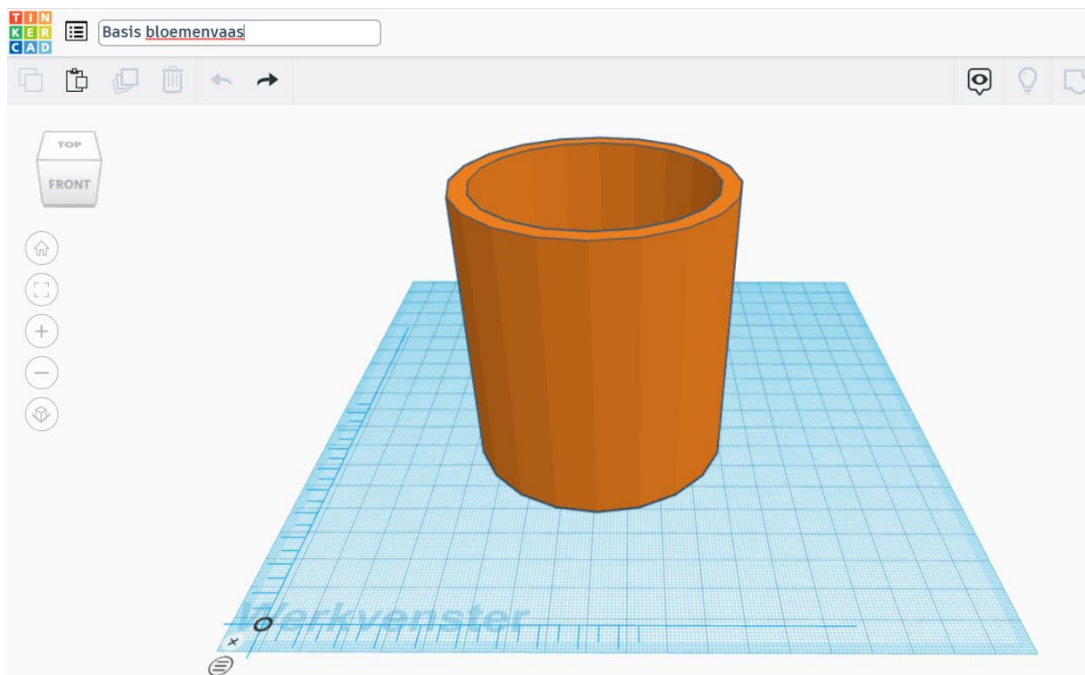 TIN
KER
CAD
Basis bloemenvaas
TOP
FRONT
Werkvenster